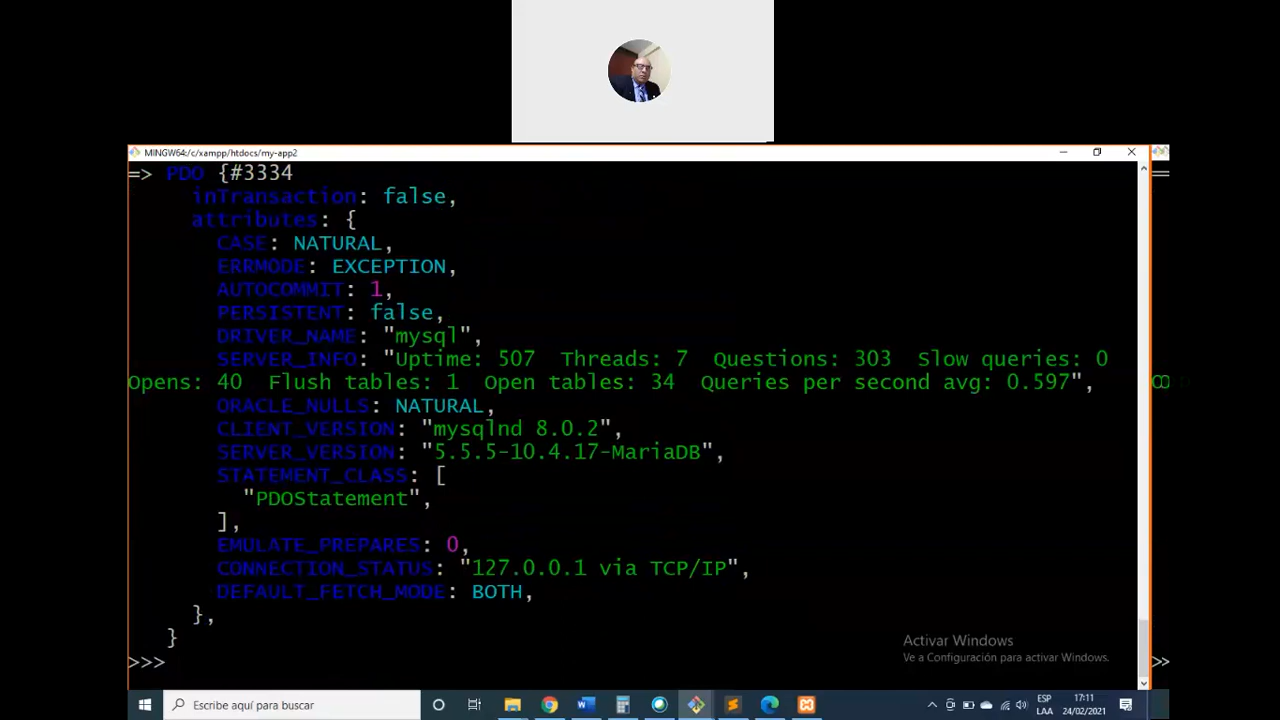 MINGW64:/c/xampp/htdocs/my-app2
=> PDO {#3334
inTransaction: false,
attributes: {
CASE: NATURAL,
ERRMODE: EXCEPTION,
AUTOCOMMIT: 1,
PERSISTENT: false,
DRIVER_NAME: "mysql",
SERVER_INFO: "Uptime: 507  Threads: 7  Questions: 303  Slow queries: 0
Opens: 40  Flush tables: 1  Open tables: 34  Queries per second avg: 0.597",
ORACLE_NULLS: NATURAL,
CLIENT_VERSION: "mysqlnd 8.0.2",
SERVER_VERSION: "5.5.5-10.4.17-MariaDB",
STATEMENT_CLASS: [
"PDOStatement",
],
EMULATE_PREPARES: 0,
CONNECTION_STATUS: "127.0.0.1 via TCP/IP",
DEFAULT_FETCH_MODE: BOTH,
},
}
>>>
Activar Windows
Ve a Configuración para activar Windows.
Escribe aquí para buscar
ESP
LAA
17:11
24/02/2021